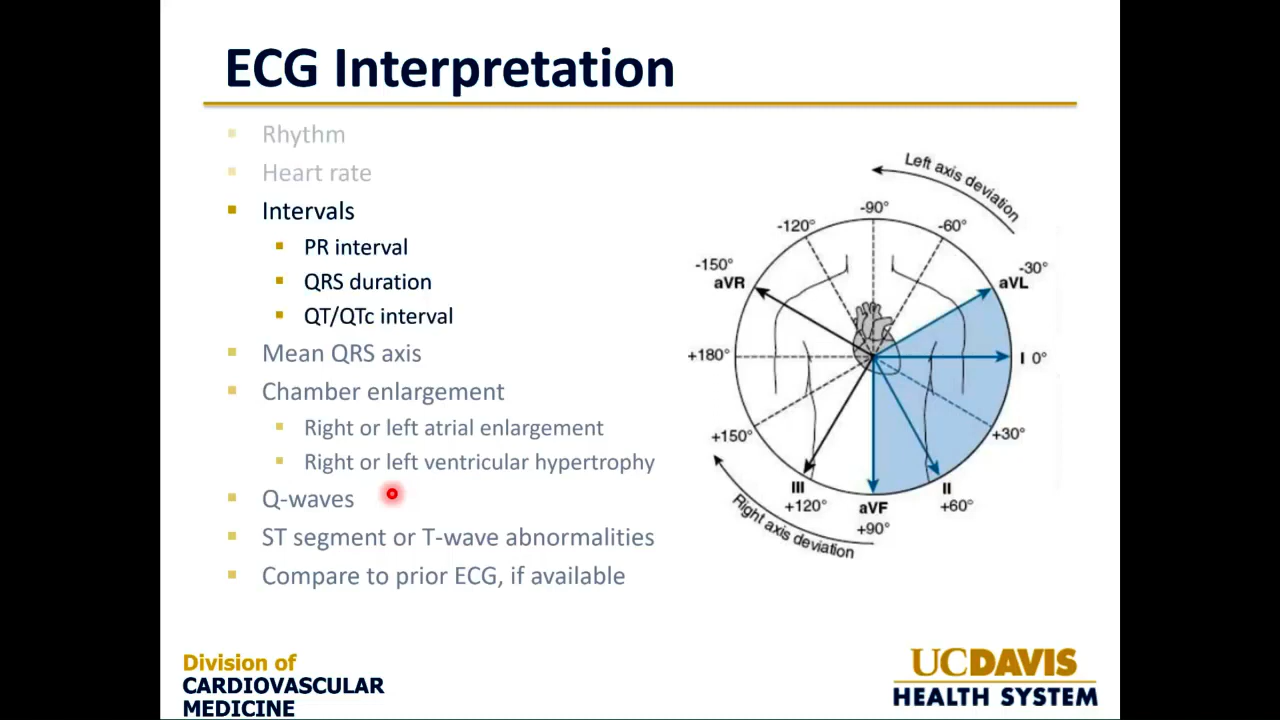 ECG Interpretation
Rhythm
Heart rate
Intervals
PR interval
QRS duration
QT/QTc interval
Mean QRS axis
Chamber enlargement
Right or left atrial enlargement
Right or left ventricular hypertrophy
Q-waves
ST segment or T-wave abnormalities
Compare to prior ECG, if available
Left axis deviation
-90°
-120°
-60°
-150°
aVR
-30°
aVL
+180°
I 0°
+150°
+30°
III
+120°
aVF
+90°
II
+60°
Right axis deviation
Division of
CARDIOVASCULAR
MEDICINE
UCDAVIS
HEALTH SYSTEM